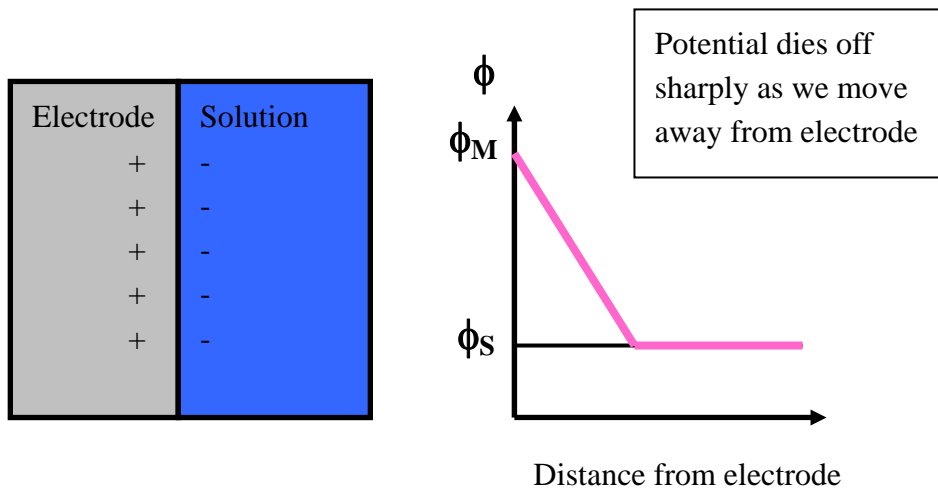 Electrode Solution
+ -
+ -
+ -
+ -
+ -
ϕ
ϕM
ϕS
Distance from electrode
Potential dies off
sharply as we move
away from electrode